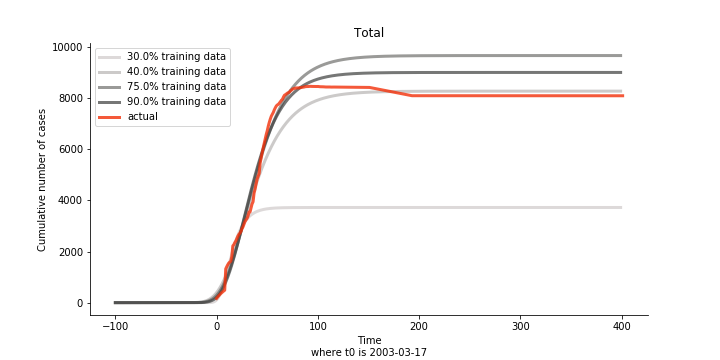 Total
10000
8000
6000
4000
2000
0
Cumulative number of cases
30.0% training data
40.0% training data
75.0% training data
90.0% training data
actual
−100
0
100
200
300
400
Time
where t0 is 2003-03-17